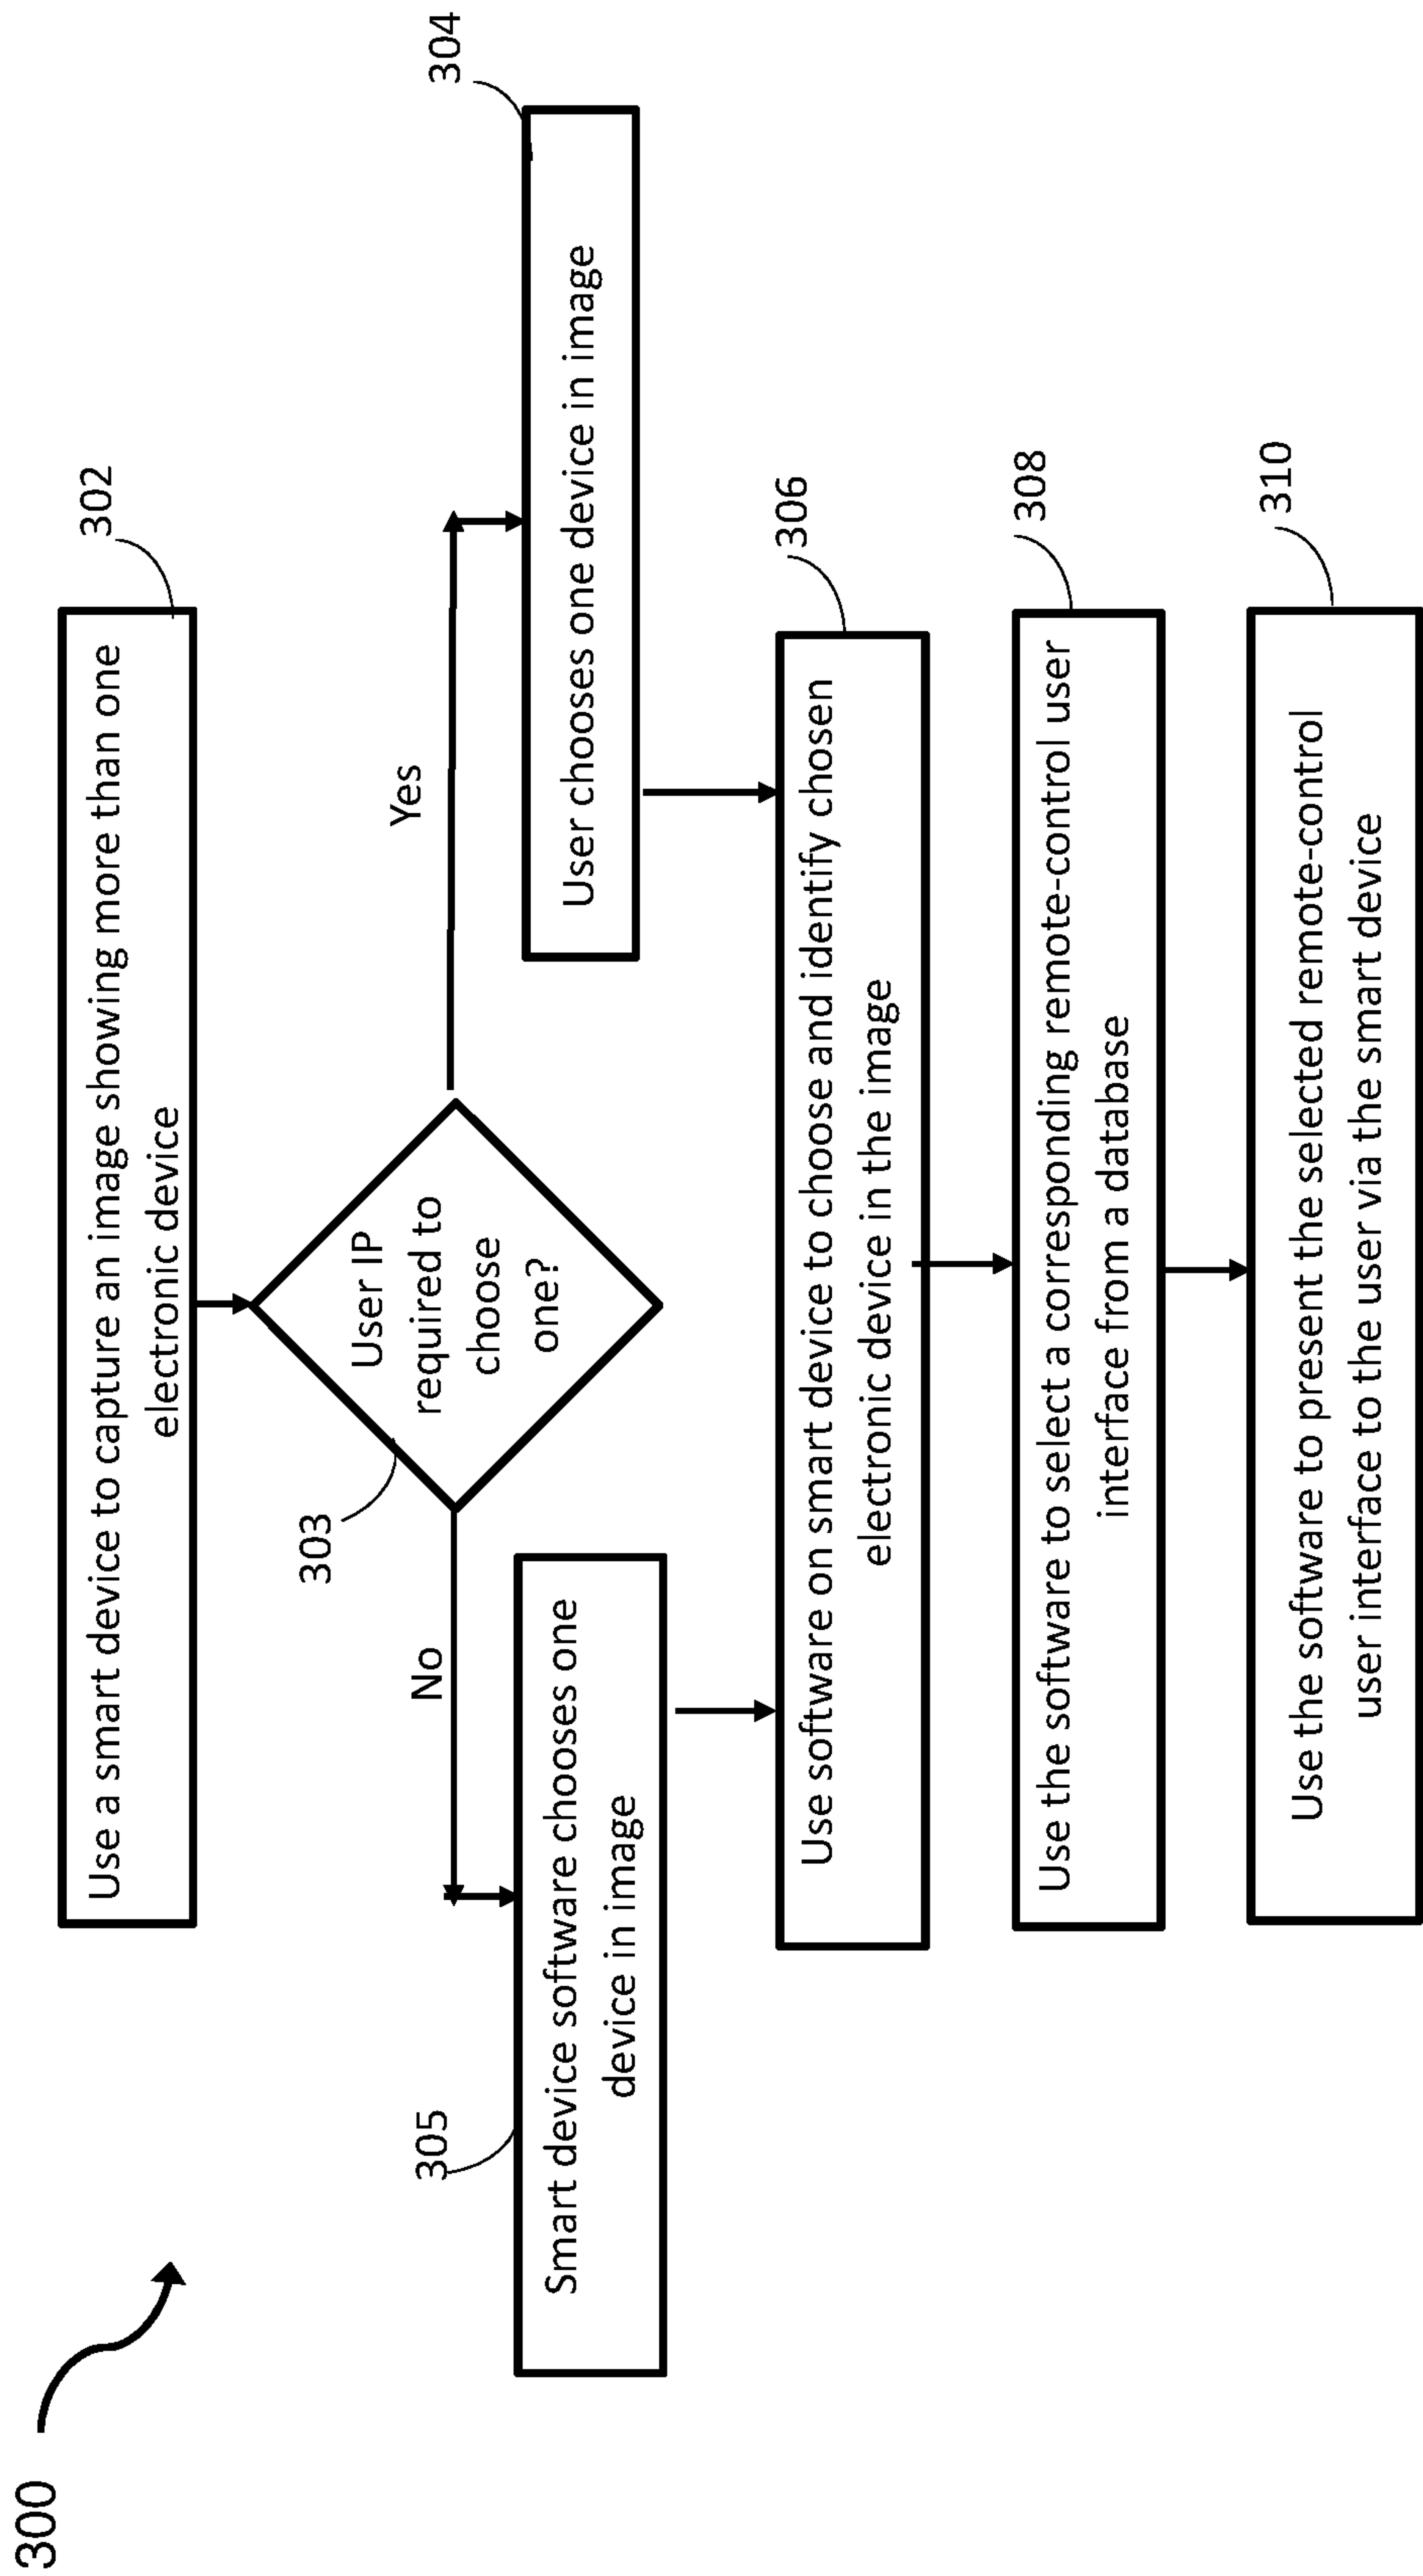 300
302
Use a smart device to capture an image showing more than one
electronic device
303
User IP
required to
choose
one?
No
Yes
305
Smart device software chooses one
device in image
304
User chooses one device in image
306
Use software on smart device to choose and identify chosen
electronic device in the image
308
Use the software to select a corresponding remote-control user
interface from a database
310
Use the software to present the selected remote-control
user interface to the user via the smart device